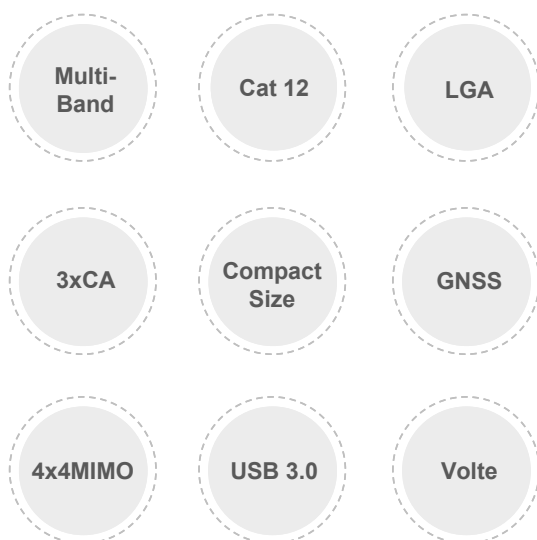 Multi-
Band
Cat 12
LGA
3xCA
Compact
Size
GNSS
4x4MIMO
USB 3.0
Volte